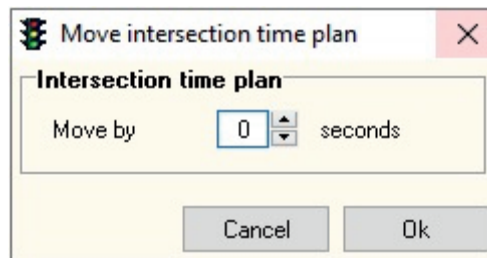 Move intersection time plan
Intersection time plan
Move by 0 seconds
Cancel Ok